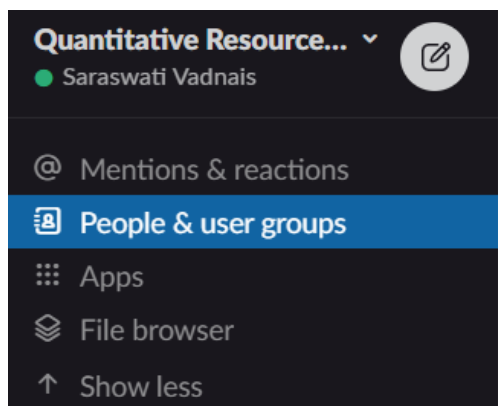 Quantitative Resource...
Saraswati Vadnais
@ Mentions & reactions
People & user groups
Apps
File browser
Show less